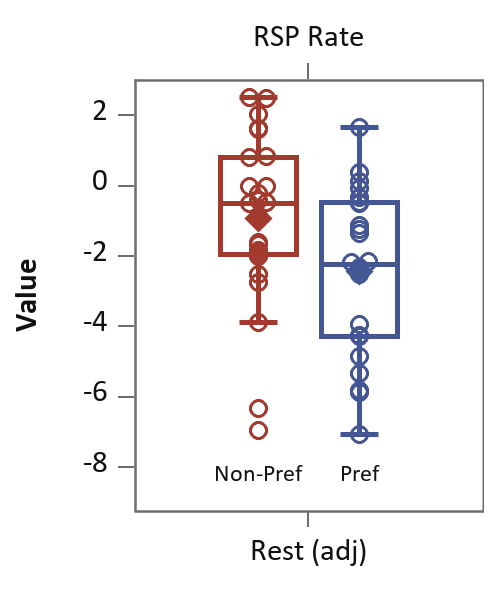 RSP Rate
2
0
-2
-4
-6
-8
Value
Non-Pref Pref
Rest (adj)